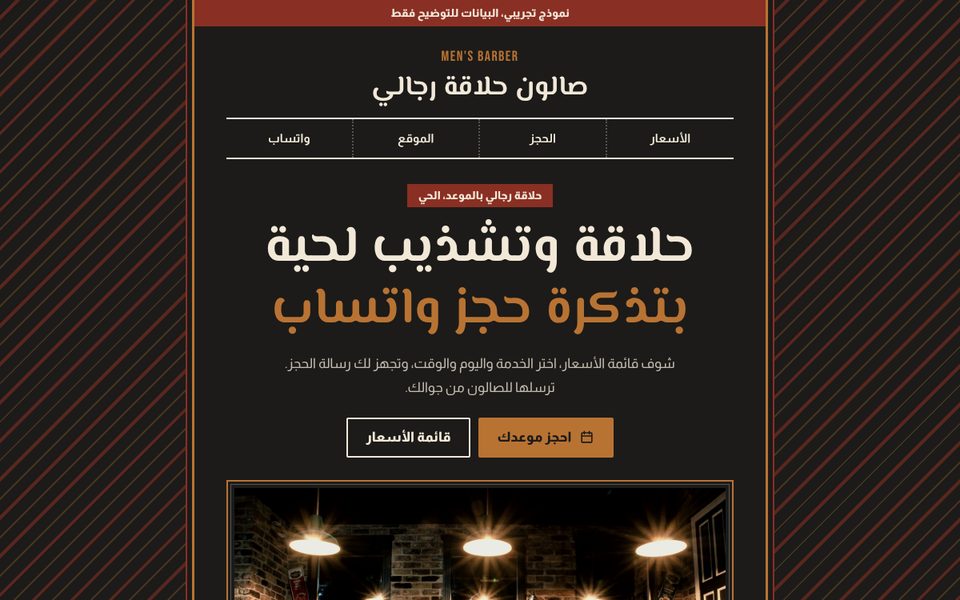 نموذج تجريبي، البيانات للتوضيح فقط
MEN'S BARBER
صالون حلاقة رجالي
الأسعار
الحجز
الموقع
واتساب
حلاقة رجالي بالموعد، الحي
حلاقة وتشذيب لحية
بتذكرة حجز واتساب
شوف قائمة الأسعار، اختر الخدمة واليوم والوقت، وتجهز لك رسالة الحجز.
ترسلها للصالون من جوالك.
احجز موعدك
قائمة الأسعار